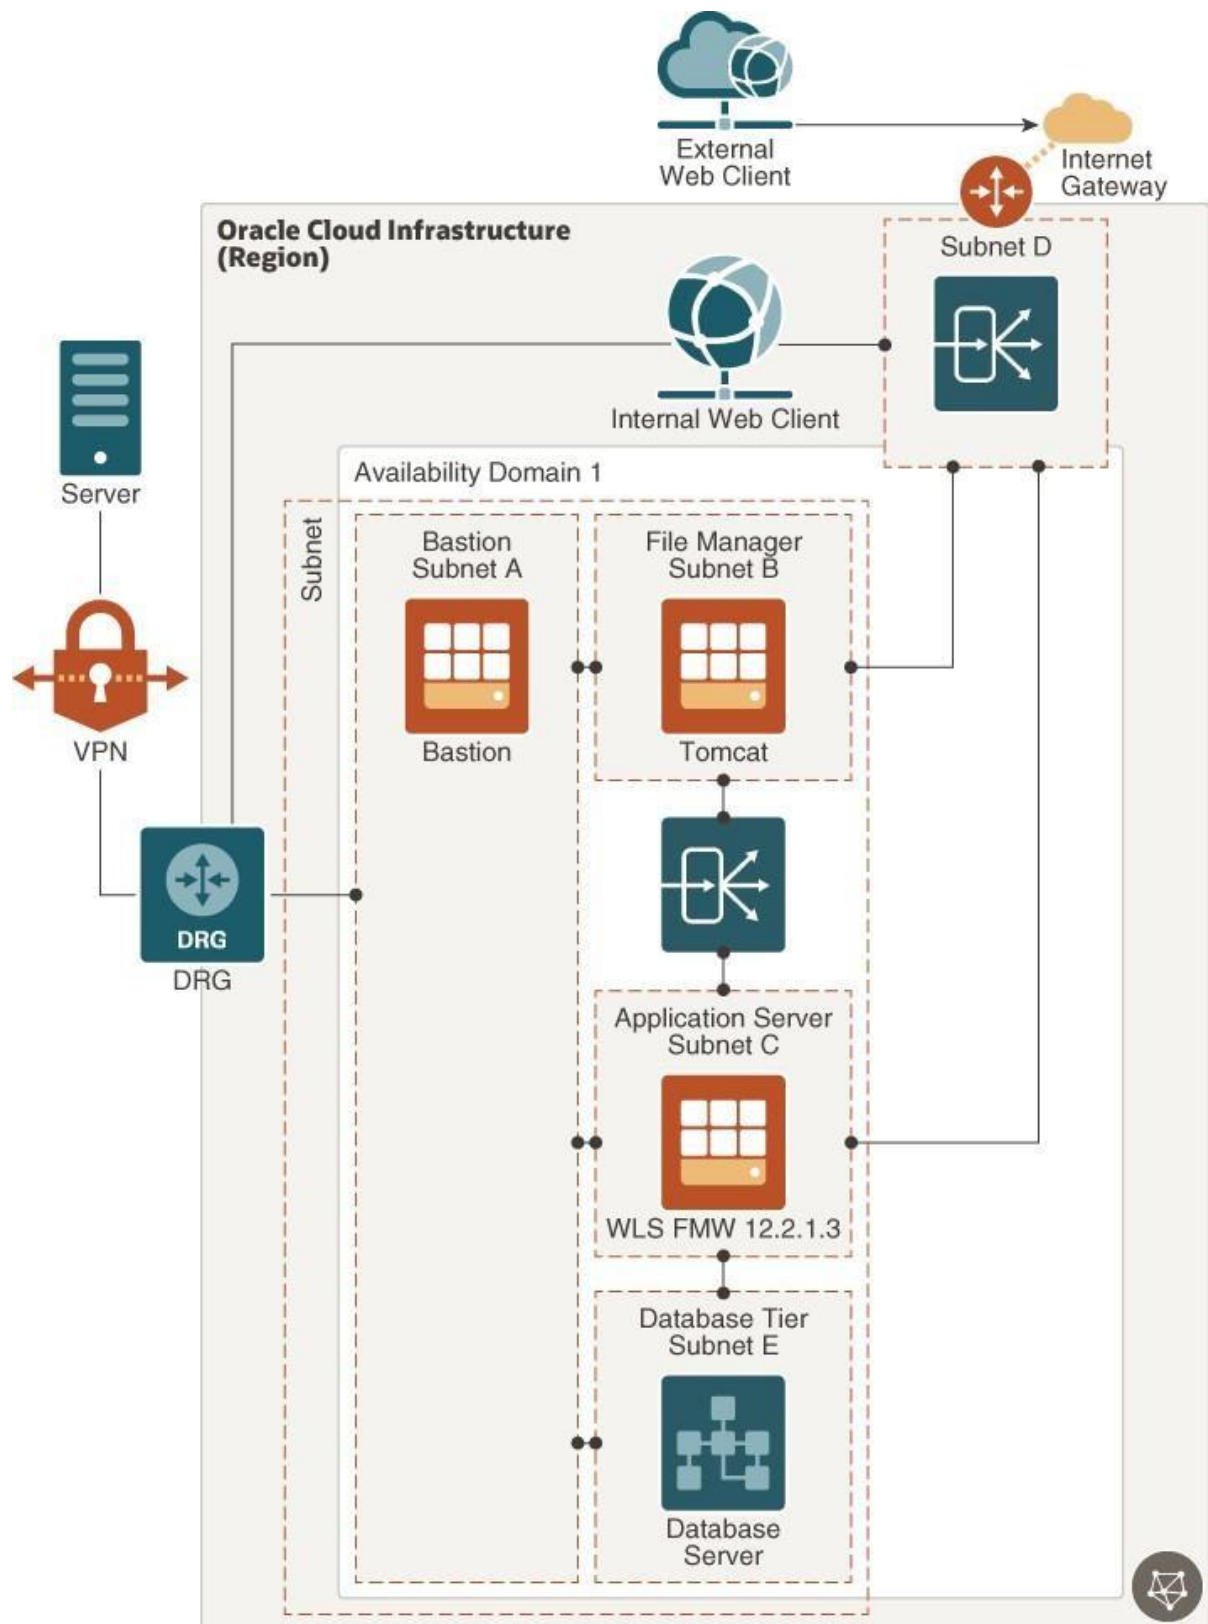 External
Web Client
Internet
Gateway
Oracle Cloud Infrastructure
(Region)
Subnet D
Internal Web Client
Server
Availability Domain 1
Subnet
Bastion
Subnet A
File Manager
Subnet B
Bastion
Tomcat
VPN
DRG
DRG
Application Server
Subnet C
WLS FMW 12.2.1.3
Database Tier
Subnet E
Database
Server